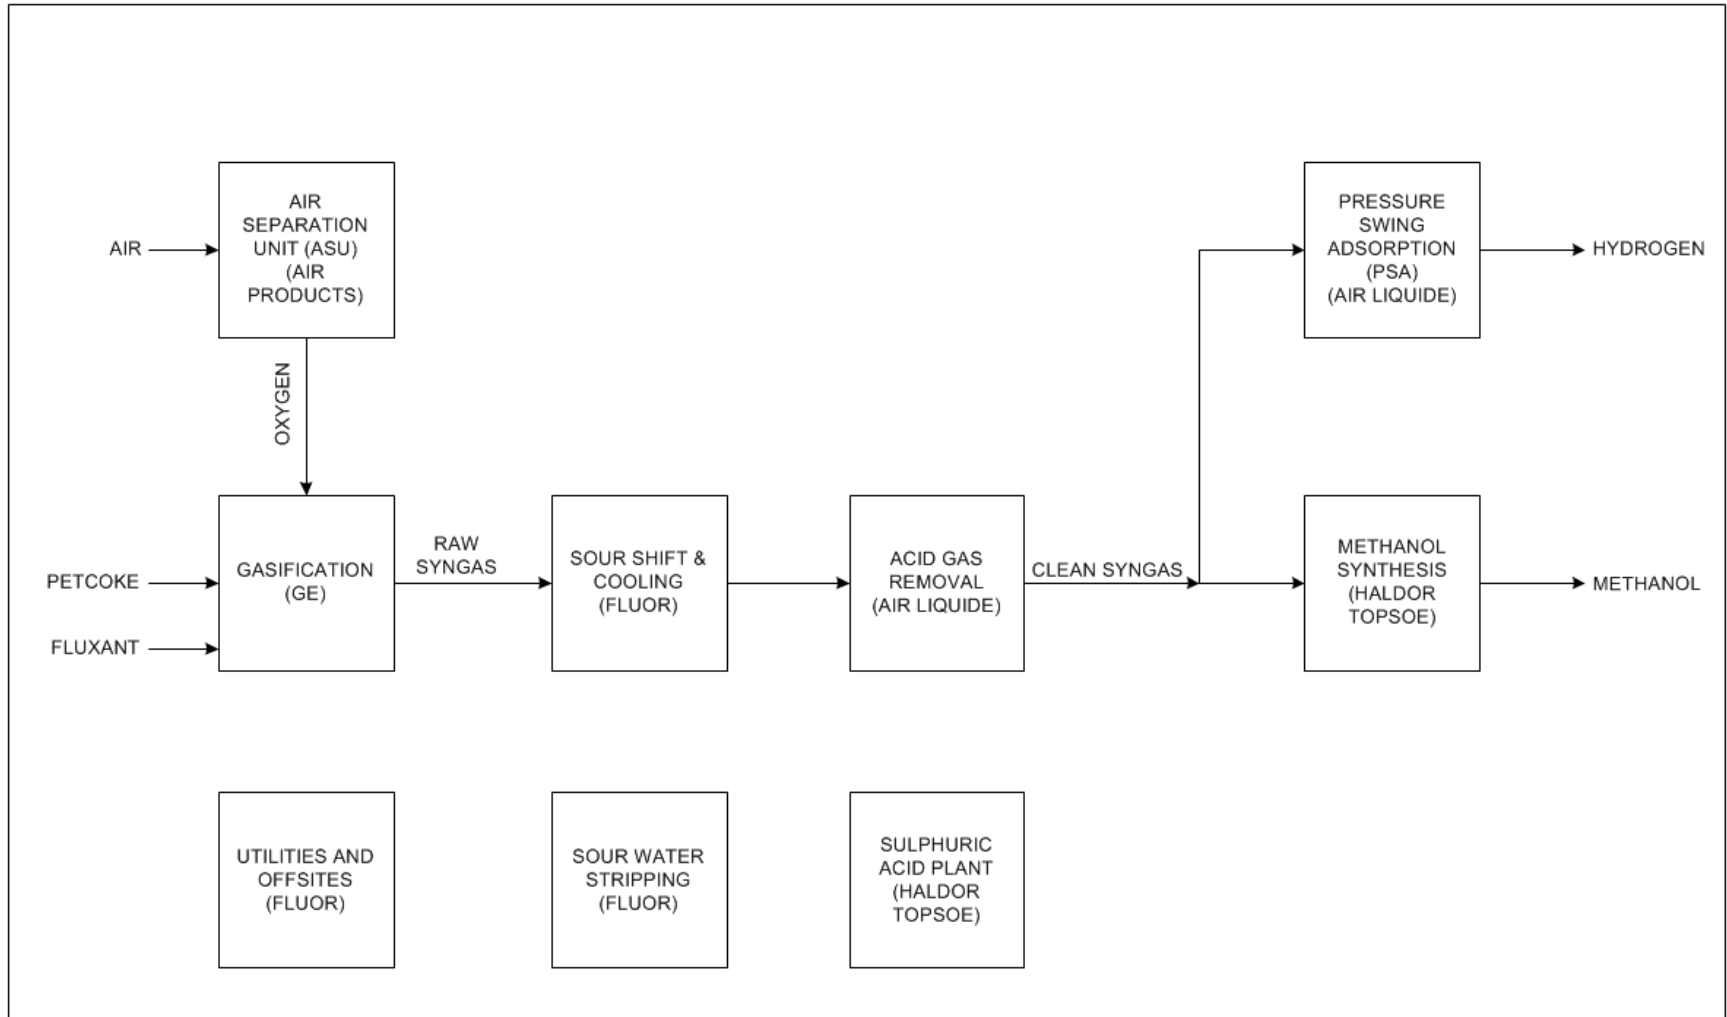 AIR
SEPARATION
UNIT (ASU)
(AIR
PRODUCTS)
PRESSURE
SWING
ADSORPTION
(PSA)
(AIR LIQUIDE)
AIR
HYDROGEN
OXYGEN
RAW
SYNGAS
GASIFICATION
(GE)
SOUR SHIFT &
COOLING
(FLUOR)
ACID GAS
REMOVAL
(AIR LIQUIDE)
CLEAN SYNGAS
METHANOL
SYNTHESIS
(HALDOR
TOPSOE)
PETCOKE
METHANOL
FLUXANT
UTILITIES AND
OFFSITES
(FLUOR)
SOUR WATER
STRIPPING
(FLUOR)
SULPHURIC
ACID PLANT
(HALDOR
TOPSOE)